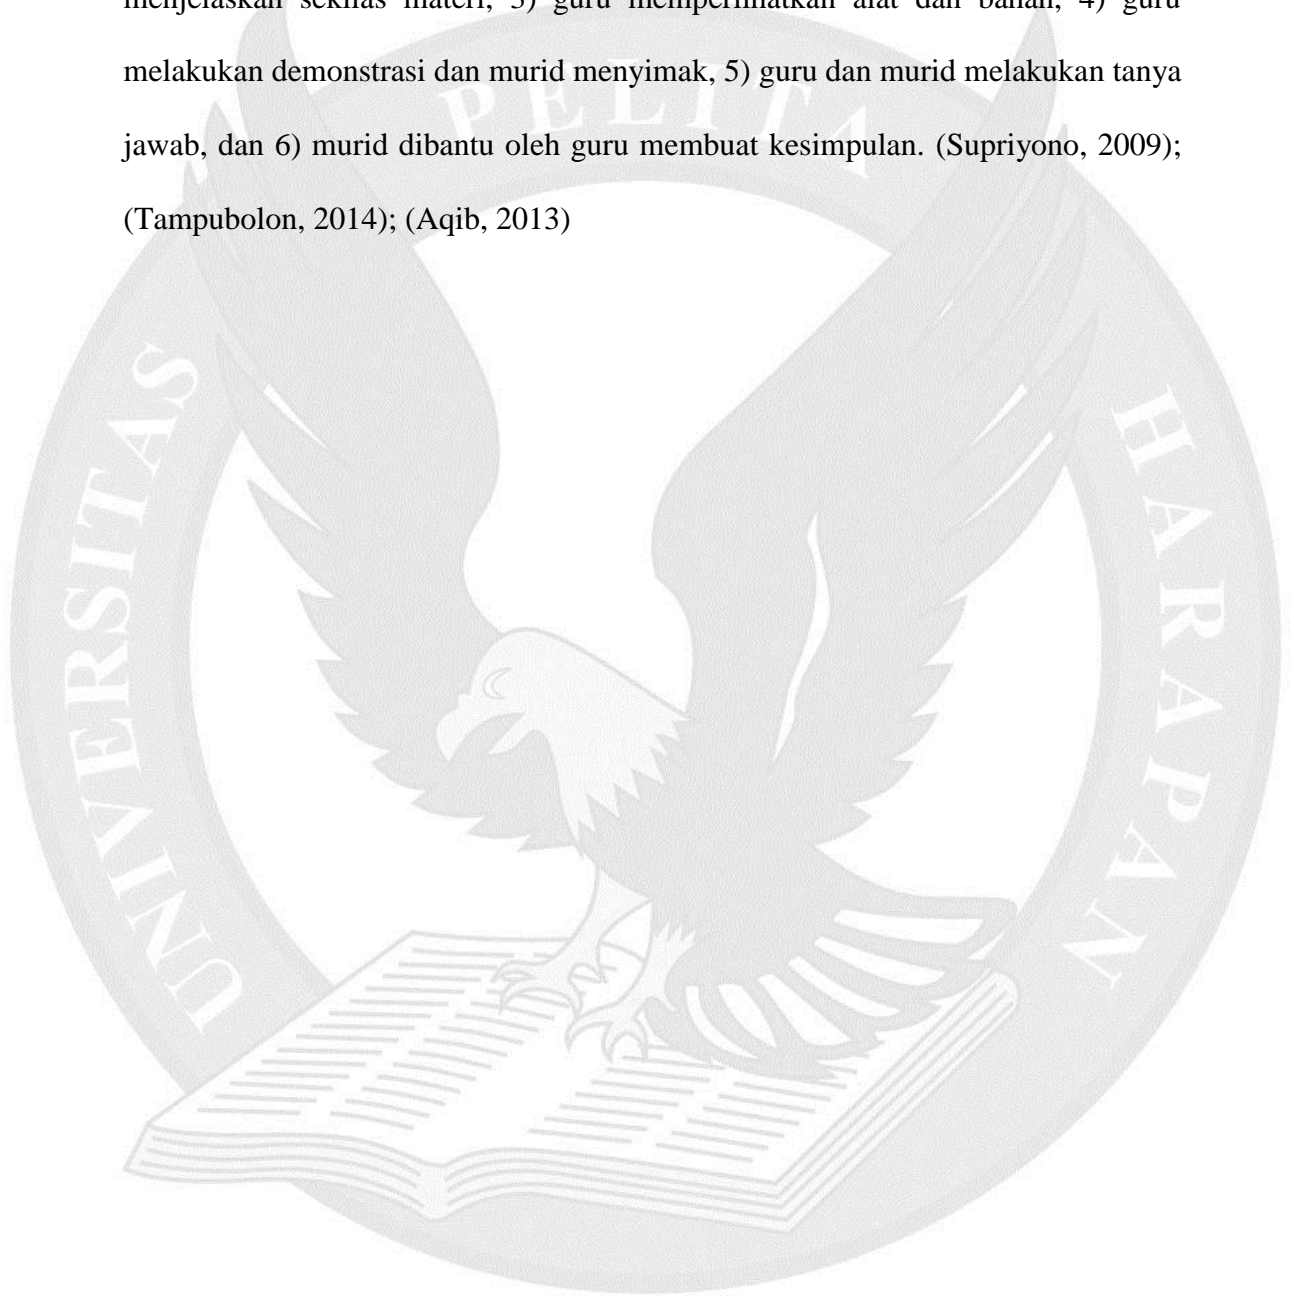 menjelaskan sekilas materi, 3) guru memperlihatkan alat dan bahan, 4) guru
melakukan demonstrasi dan murid menyimak, 5) guru dan murid melakukan tanya
jawab, dan 6) murid dibantu oleh guru membuat kesimpulan. (Supriyono, 2009);
(Tampubolon, 2014); (Aqib, 2013)
UNIVERSITAS PELITA HARAPAN